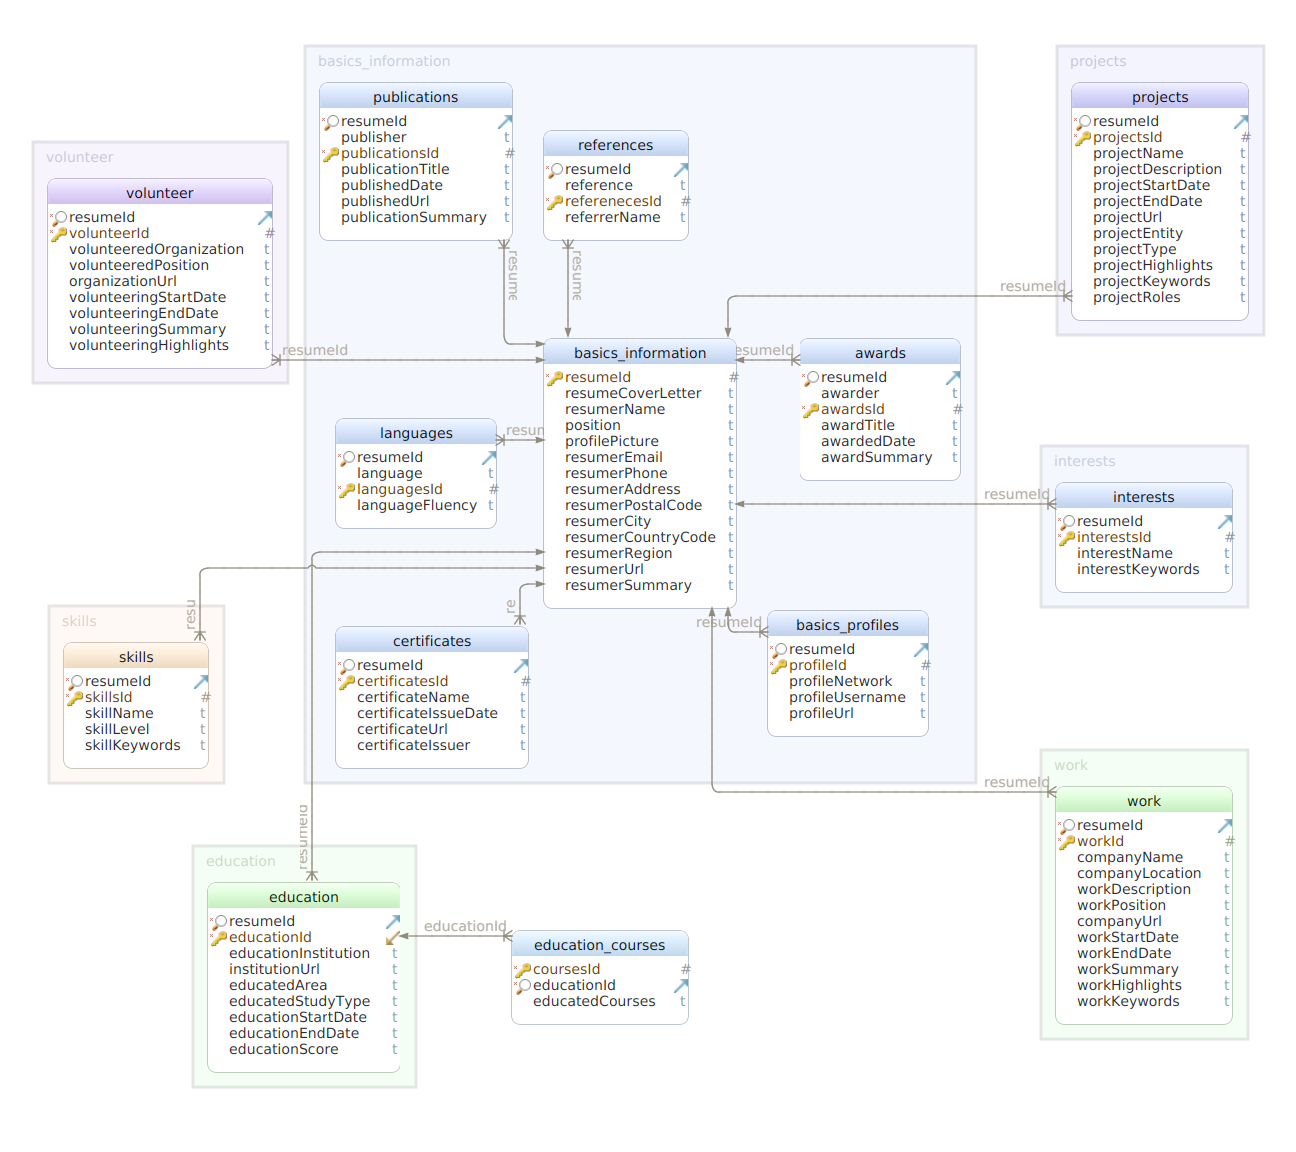 basics_information
publications
resumeId
publisher t
publicationsId #
publicationTitle t
publishedDate t
publishedUrl t
publicationSummary t
references
resumeId
reference t
referenecesId #
referrerName t
projects
projects
resumeId
projectsId #
projectName t
projectDescription t
projectStartDate t
projectEndDate t
projectUrl t
projectEntity t
projectType t
projectHighlights t
projectKeywords t
projectRoles t
resumeId
volunteer
volunteer
resumeId
volunteerId #
volunteeredOrganization t
volunteeredPosition t
organizationUrl t
volunteeringStartDate t
volunteeringEndDate t
volunteeringSummary t
volunteeringHighlights t
resumeId
resume
resume
basics_information
resumeId #
resumeCoverLetter t
resumerName t
position t
profilePicture t
resumerEmail t
resumerPhone t
resumerAddress t
resumerPostalCode t
resumerCity t
resumerCountryCode t
resumerRegion t
resumerUrl t
resumerSummary t
esumeId
awards
resumeId
awarder t
awardsId #
awardTitle t
awardedDate t
awardSummary t
languages
resumeId
language t
languagesId #
languageFluency t
resum
interests
interests
resumeId
interestsId #
interestName t
interestKeywords t
resumeId
skills
skills
resumeId
skillsId #
skillName t
skillLevel t
skillKeywords t
resu
certificates
resumeId
certificatesId #
certificateName t
certificateIssueDate t
certificateUrl t
certificateIssuer t
re
resumeId
basics_profiles
resumeId
profileId #
profileNetwork t
profileUsername t
profileUrl t
work
work
resumeId
workId #
companyName t
companyLocation t
workDescription t
workPosition t
companyUrl t
workStartDate t
workEndDate t
workSummary t
workHighlights t
workKeywords t
resumeId
education
education
resumeId
educationId
educationInstitution t
institutionUrl t
educatedArea t
educatedStudyType t
educationStartDate t
educationEndDate t
educationScore t
resumeId
educationId
education_courses
coursesId #
educationId
educatedCourses t